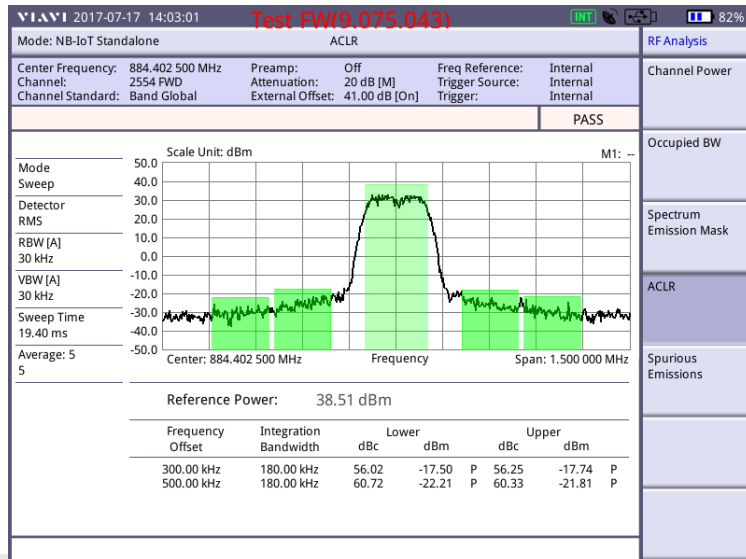 VIAVI 2017-07-17 14:03:01 Test FW(9.075.043) INT 82%
Mode: NB-IoT Standalone ACLR RF Analysis
Center Frequency: 884.402 500 MHz Preamp: Off Freq Reference: Internal
Channel: 2554 FWD Attenuation: 20 dB [M] Trigger Source: Internal
Channel Standard: Band Global External Offset: 41.00 dB [On] Trigger: Internal
Channel Power
PASS
Occupied BW
Spectrum
Emission Mask
ACLR
Spurious
Emissions
Mode
Sweep
Detector
RMS
RBW [A]
30 kHz
VBW [A]
30 kHz
Sweep Time
19.40 ms
Average: 5
5
Scale Unit: dBm M1: --
50.0
40.0
30.0
20.0
10.0
0.0
-10.0
-20.0
-30.0
-40.0
-50.0
Center: 884.402 500 MHz Frequency Span: 1.500 000 MHz
Reference Power: 38.51 dBm
Frequency Integration Lower Upper
Offset Bandwidth dBc dBm dBc dBm
300.00 kHz 180.00 kHz 56.02 -17.50 P 56.25 -17.74 P
500.00 kHz 180.00 kHz 60.72 -22.21 P 60.33 -21.81 P